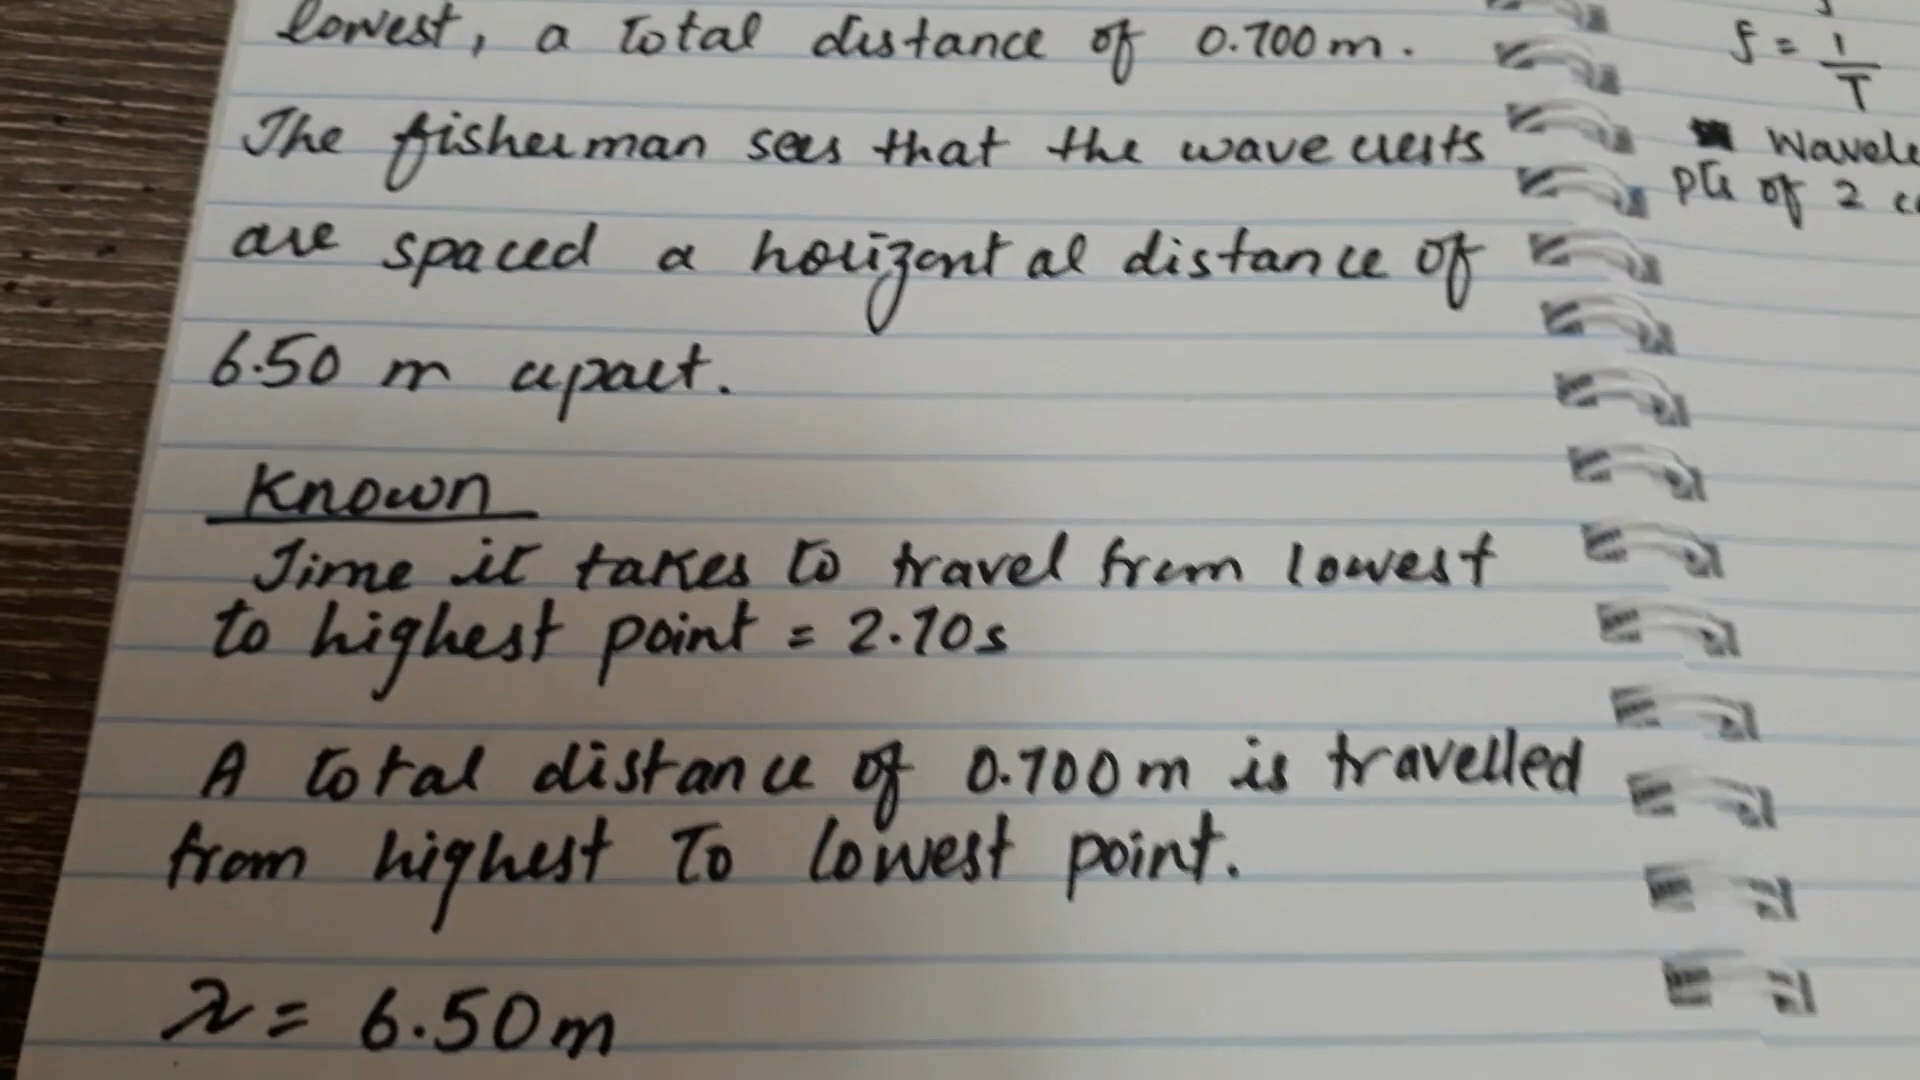 lowest, a total distance of 0.700 m.
The fisherman sees that the wave crests
are spaced a horizontal distance of
6.50 m apart.
Known
Time it takes to travel from lowest
to highest point = 2.70s
A total distance of 0.700m is travelled
from highest to lowest point.
λ = 6.50m
f = 1/T
of 2